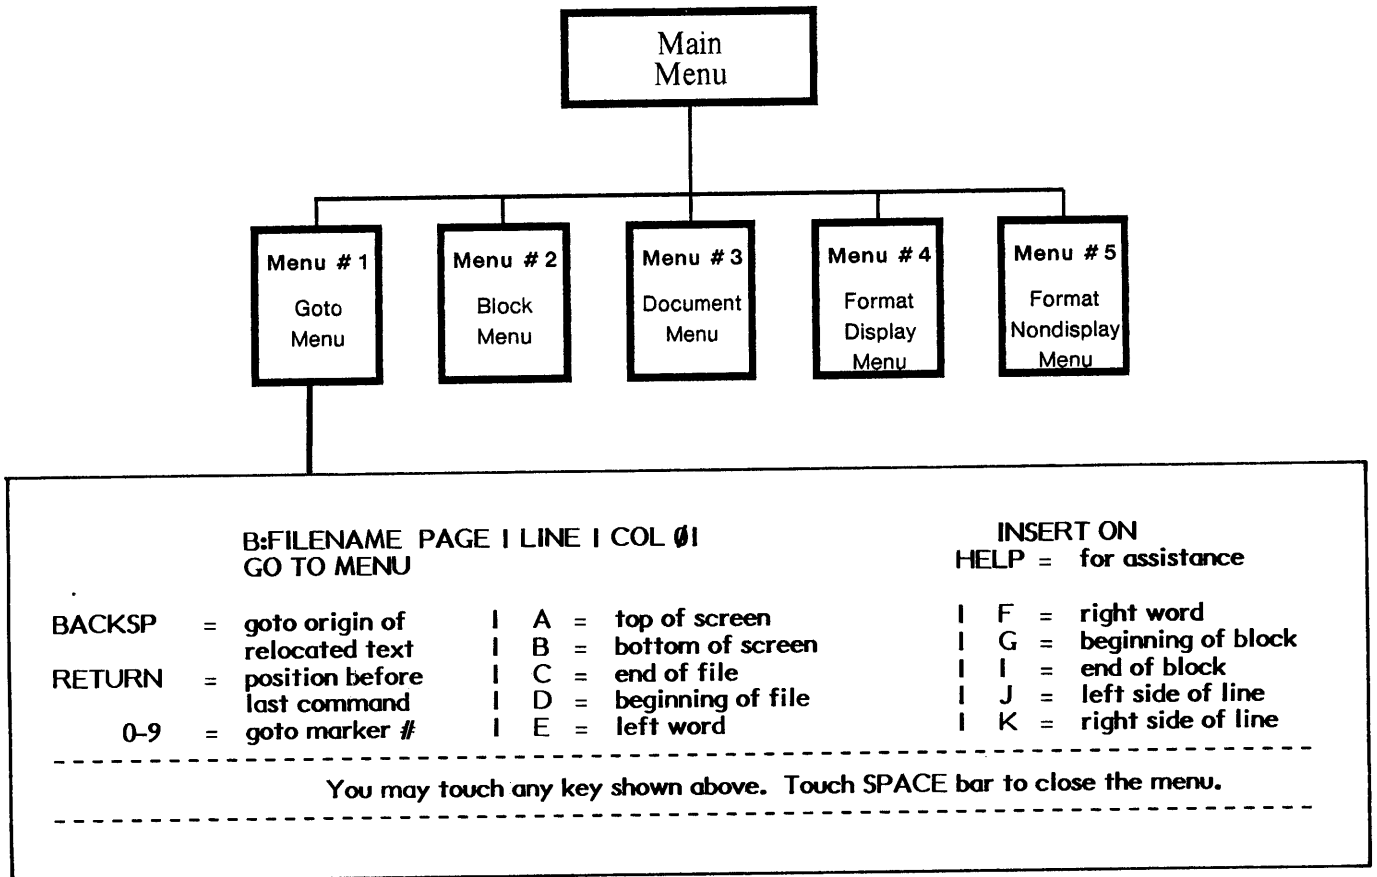 Main
Menu
Menu # 1
Goto
Menu
Menu # 2
Block
Menu
Menu # 3
Document
Menu
Menu # 4
Format
Display
Menu
Menu # 5
Format
Nondisplay
Menu
B:FILENAME PAGE 1 LINE 1 COL Ø1 INSERT ON
GO TO MENU HELP = for assistance
BACKSP = goto origin of | A = top of screen | F = right word
relocated text | B = bottom of screen | G = beginning of block
RETURN = position before | C = end of file | I = end of block
last command | D = beginning of file | J = left side of line
0-9 = goto marker # | E = left word | K = right side of line
You may touch any key shown above. Touch SPACE bar to close the menu.